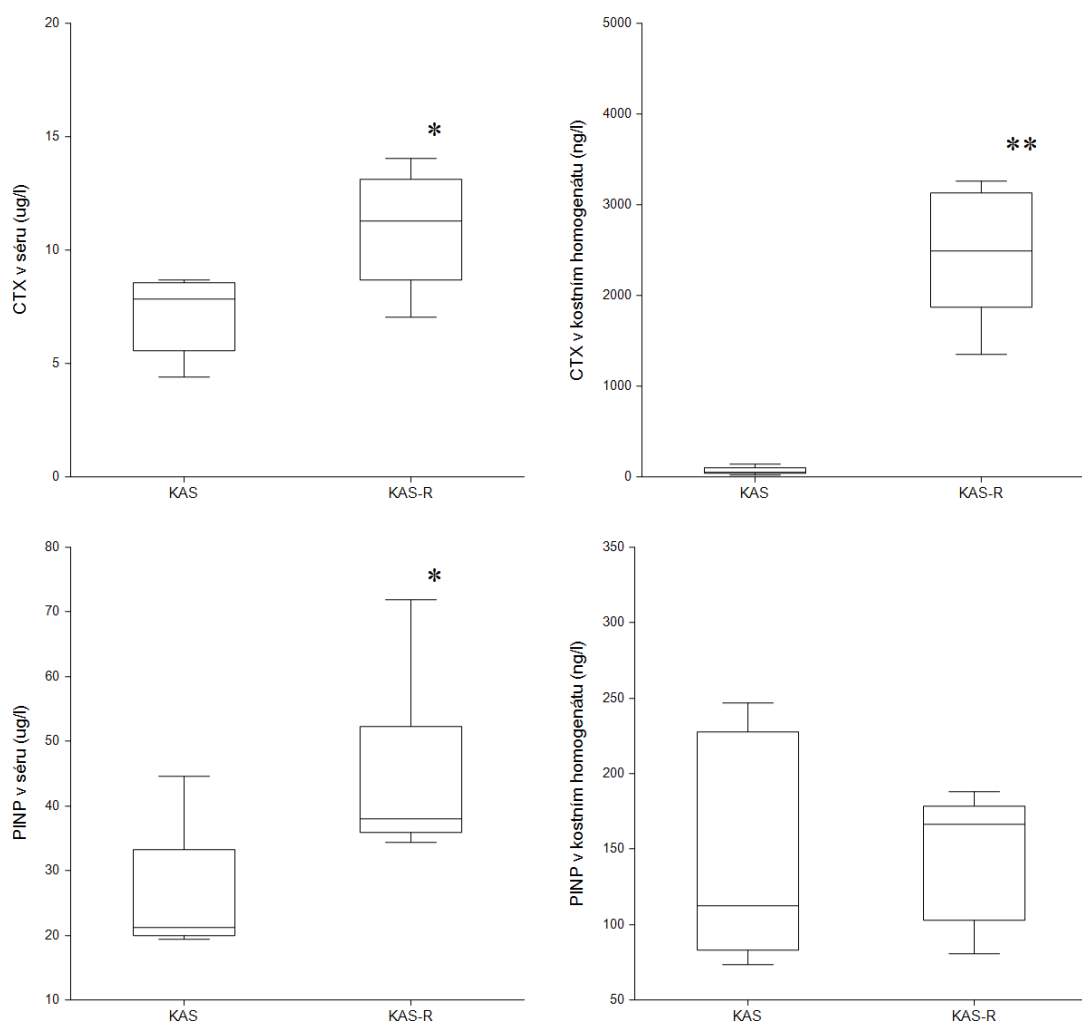 CTX v séru (ug/l)
20
15
10
5
0
*
KAS
KAS-R
CTX v kostním homogenátu (ng/l)
5000
4000
3000
2000
1000
0
**
KAS
KAS-R
PINP v séru (ug/l)
80
70
60
50
40
30
20
10
*
KAS
KAS-R
PINP v kostním homogenátu (ng/l)
350
300
250
200
150
100
50
KAS
KAS-R